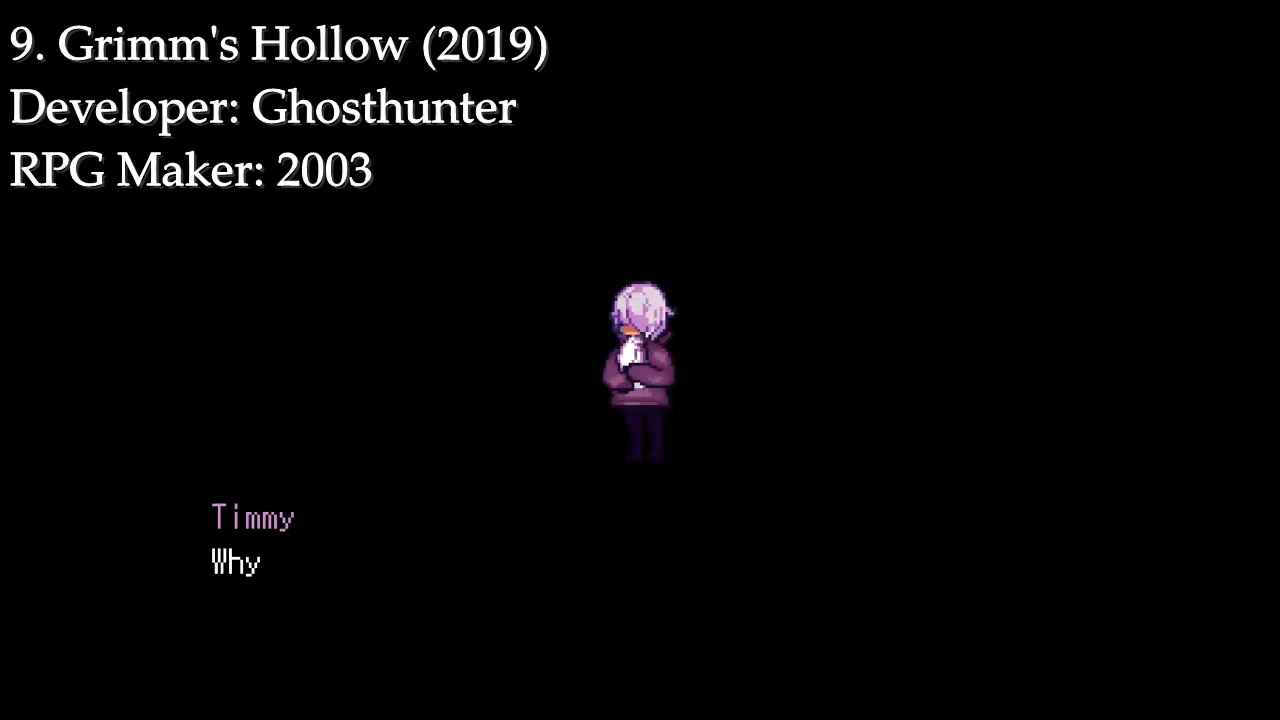 9. Grimm's Hollow (2019)
Developer: Ghosthunter
RPG Maker: 2003
Timmy
Why